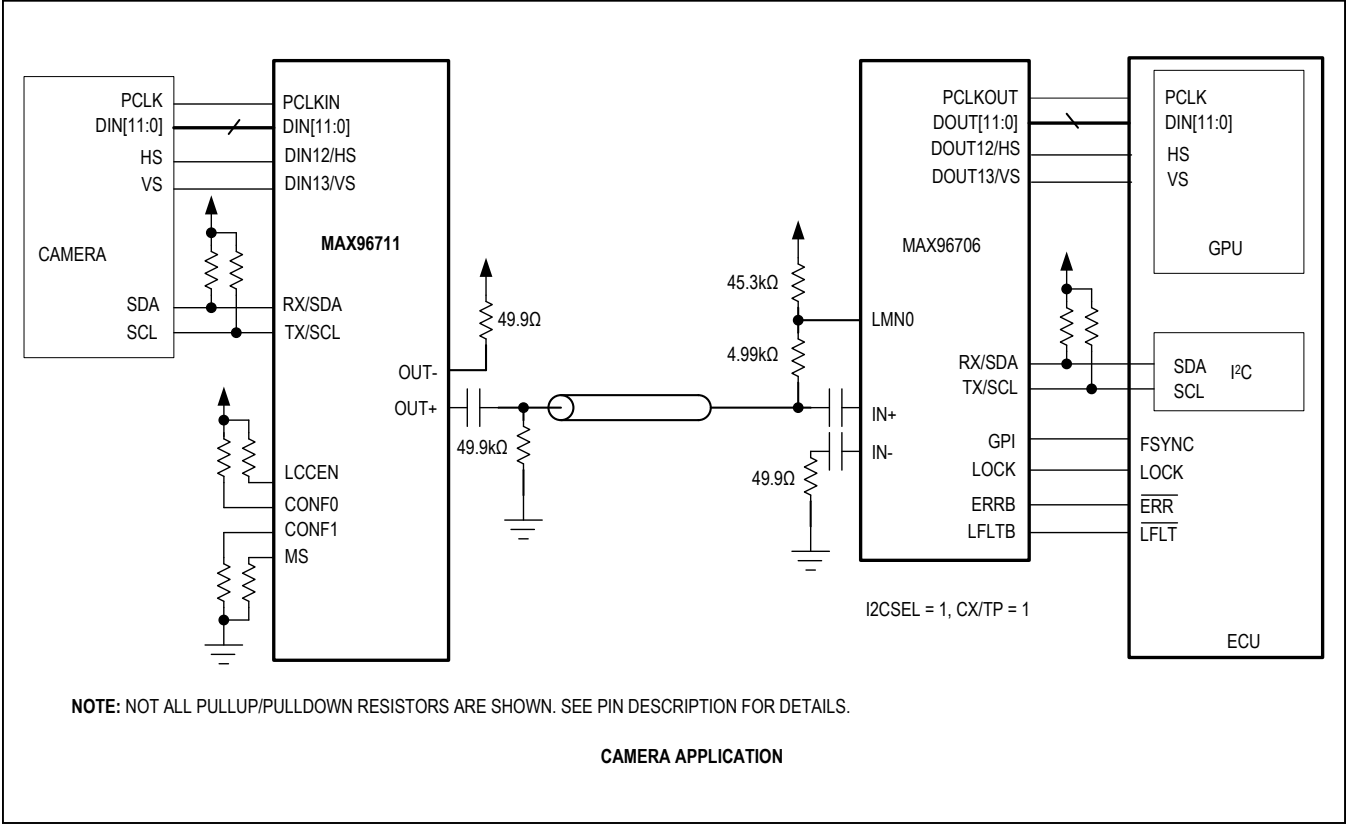 PCLK
DIN[11:0]
HS
VS
CAMERA
SDA
SCL
PCLKIN
DIN[11:0]
DIN12/HS
DIN13/VS
MAX96711
RX/SDA
TX/SCL
OUT-
OUT+
LCCEN
CONF0
CONF1
MS
49.9Ω
49.9kΩ
45.3kΩ
4.99kΩ
49.9Ω
PCLKOUT
DOUT[11:0]
DOUT12/HS
DOUT13/VS
MAX96706
LMN0
RX/SDA
TX/SCL
IN+
IN-
GPI
LOCK
ERRB
LFLTB
I2CSEL = 1, CX/TP = 1
PCLK
DIN[11:0]
HS
VS
GPU
SDA
SCL
I²C
FSYNC
LOCK
ERR
LFLT
ECU
NOTE: NOT ALL PULLUP/PULLDOWN RESISTORS ARE SHOWN. SEE PIN DESCRIPTION FOR DETAILS.
CAMERA APPLICATION